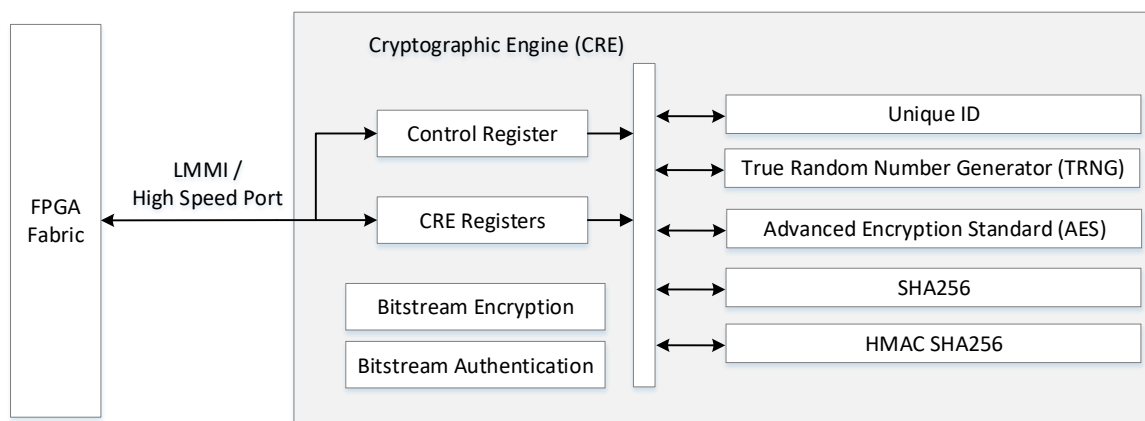 Cryptographic Engine (CRE)
FPGA
Fabric
LMMI /
High Speed Port
Control Register
CRE Registers
Bitstream Encryption
Bitstream Authentication
Unique ID
True Random Number Generator (TRNG)
Advanced Encryption Standard (AES)
SHA256
HMAC SHA256